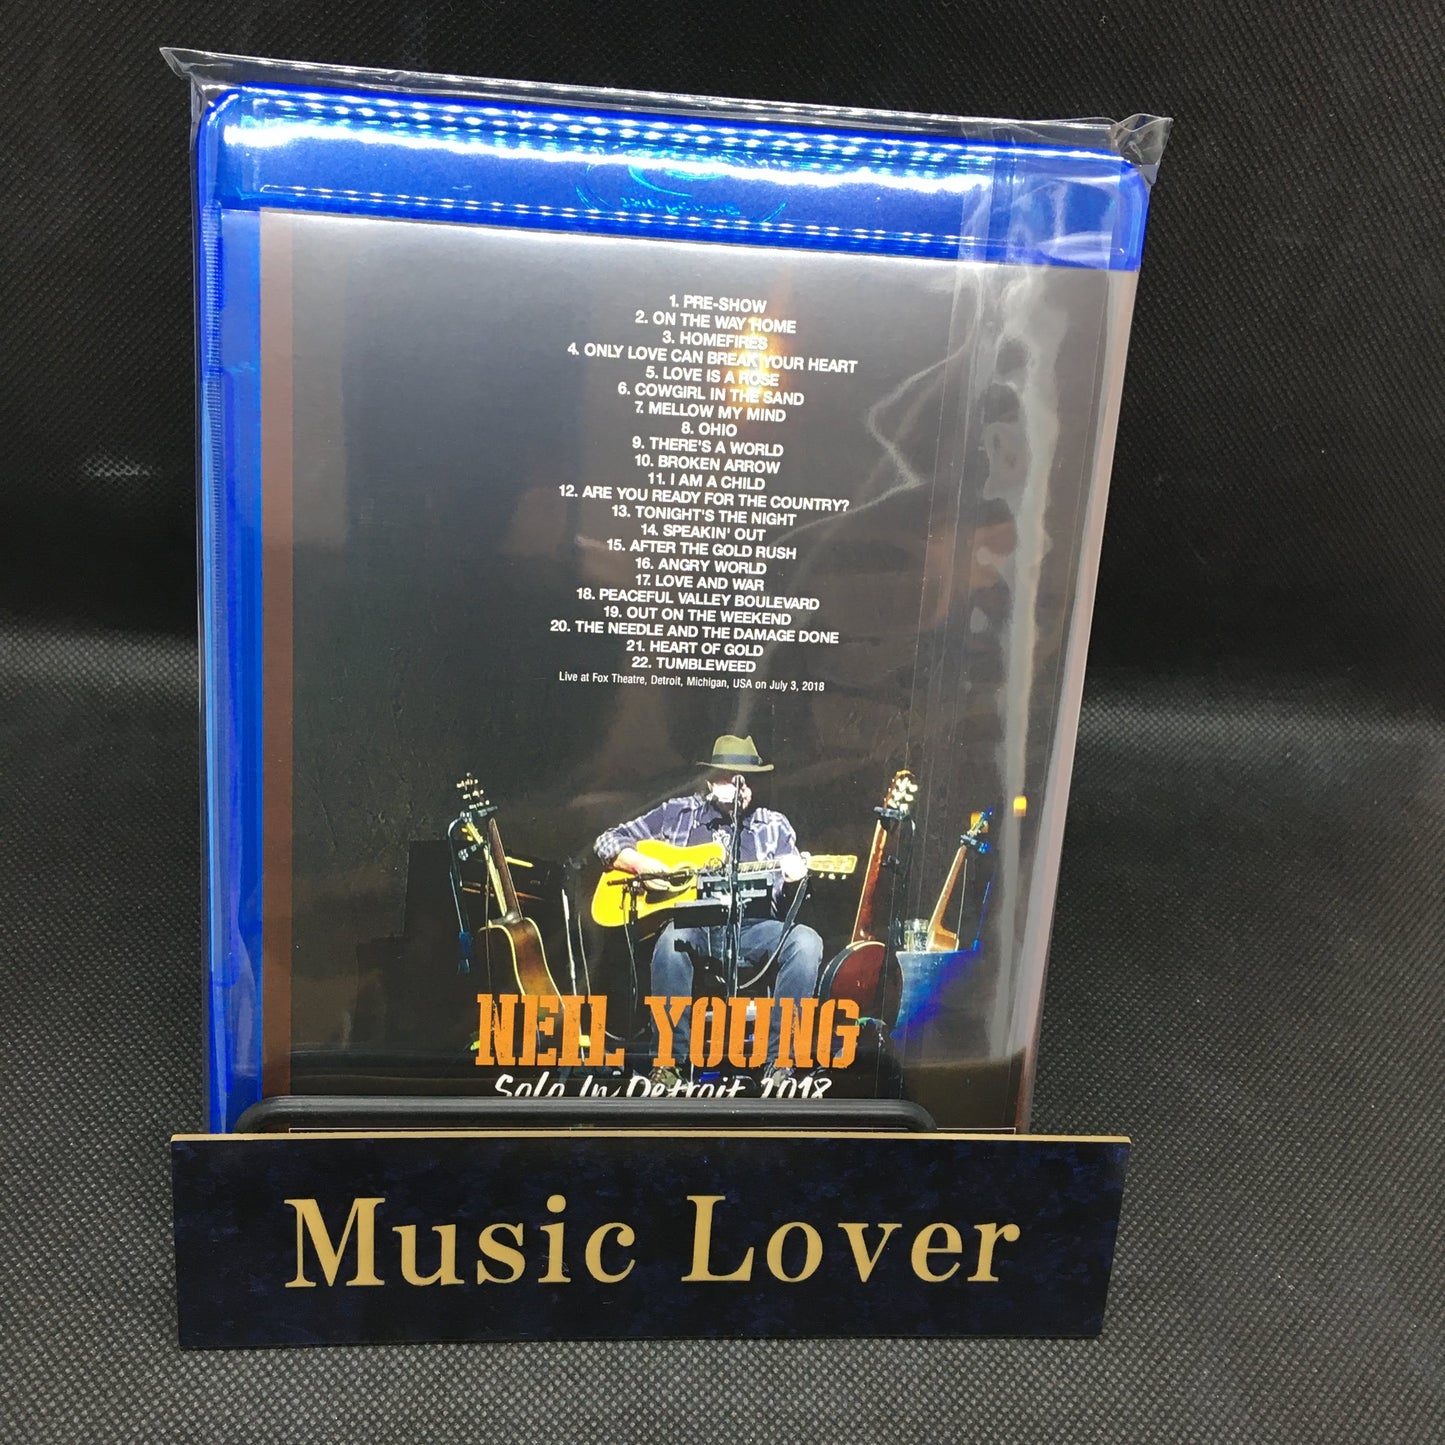 1. PRE-SHOW
2. ON THE WAY HOME
3. HOMEFIRES
4. ONLY LOVE CAN BREAK YOUR HEART
5. LOVE IS A ROSE
6. COWGIRL IN THE SAND
7. MELLOW MY MIND
8. OHIO
9. THERE'S A WORLD
10. BROKEN ARROW
11. I AM A CHILD
12. ARE YOU READY FOR THE COUNTRY?
13. TONIGHT'S THE NIGHT
14. SPEAKIN' OUT
15. AFTER THE GOLD RUSH
16. ANGRY WORLD
17. LOVE AND WAR
18. PEACEFUL VALLEY BOULEVARD
19. OUT ON THE WEEKEND
20. THE NEEDLE AND THE DAMAGE DONE
21. HEART OF GOLD
22. TUMBLEWEED
Live at Fox Theatre, Detroit, Michigan, USA on July 3, 2018
NEIL YOUNG
Solo In Detroit 2018
Music Lover